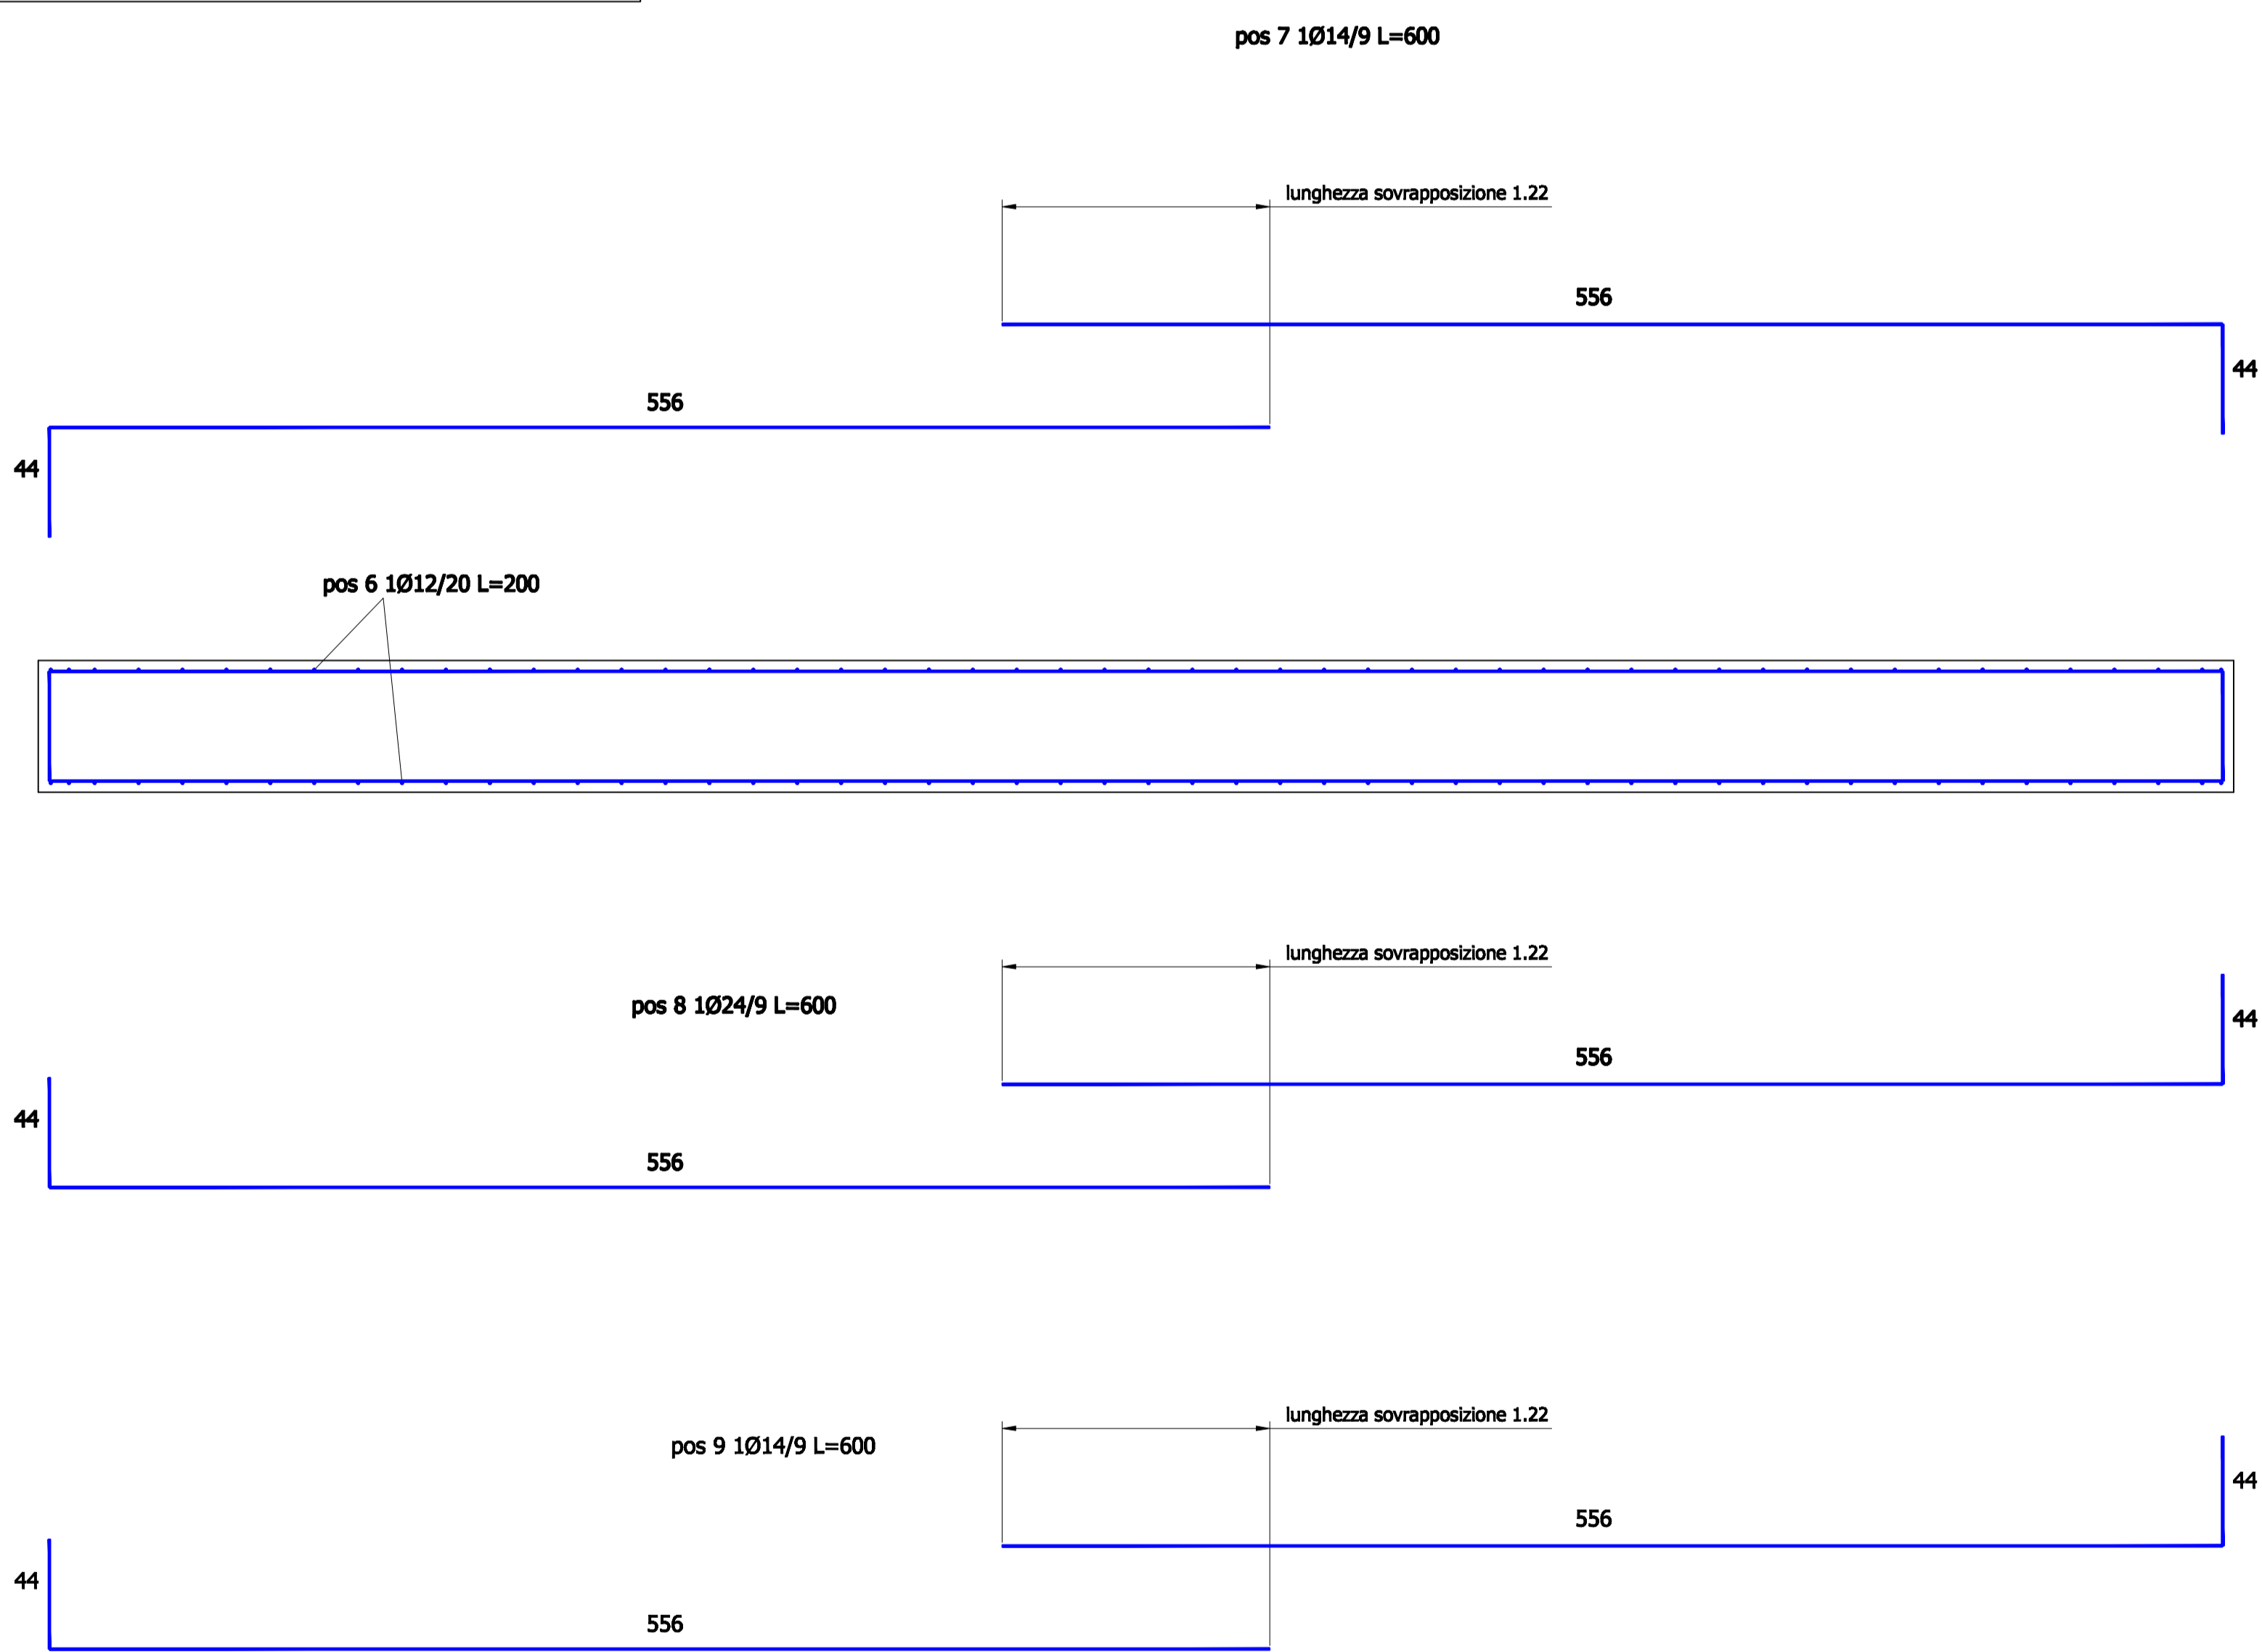 pos 7 1Ø14/9 L=600
lunghezza sovrapposizione 1.22
556
44
556
44
pos 6 1Ø12/20 L=200
lunghezza sovrapposizione 1.22
pos 8 1Ø24/9 L=600
44
556
44
556
lunghezza sovrapposizione 1.22
pos 9 1Ø14/9 L=600
44
556
44
556